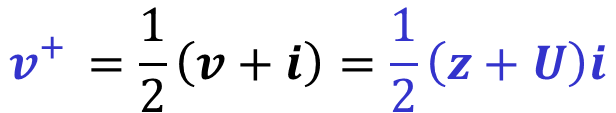 v⁺ = 1/2 (v + i) = 1/2 (z + U)i